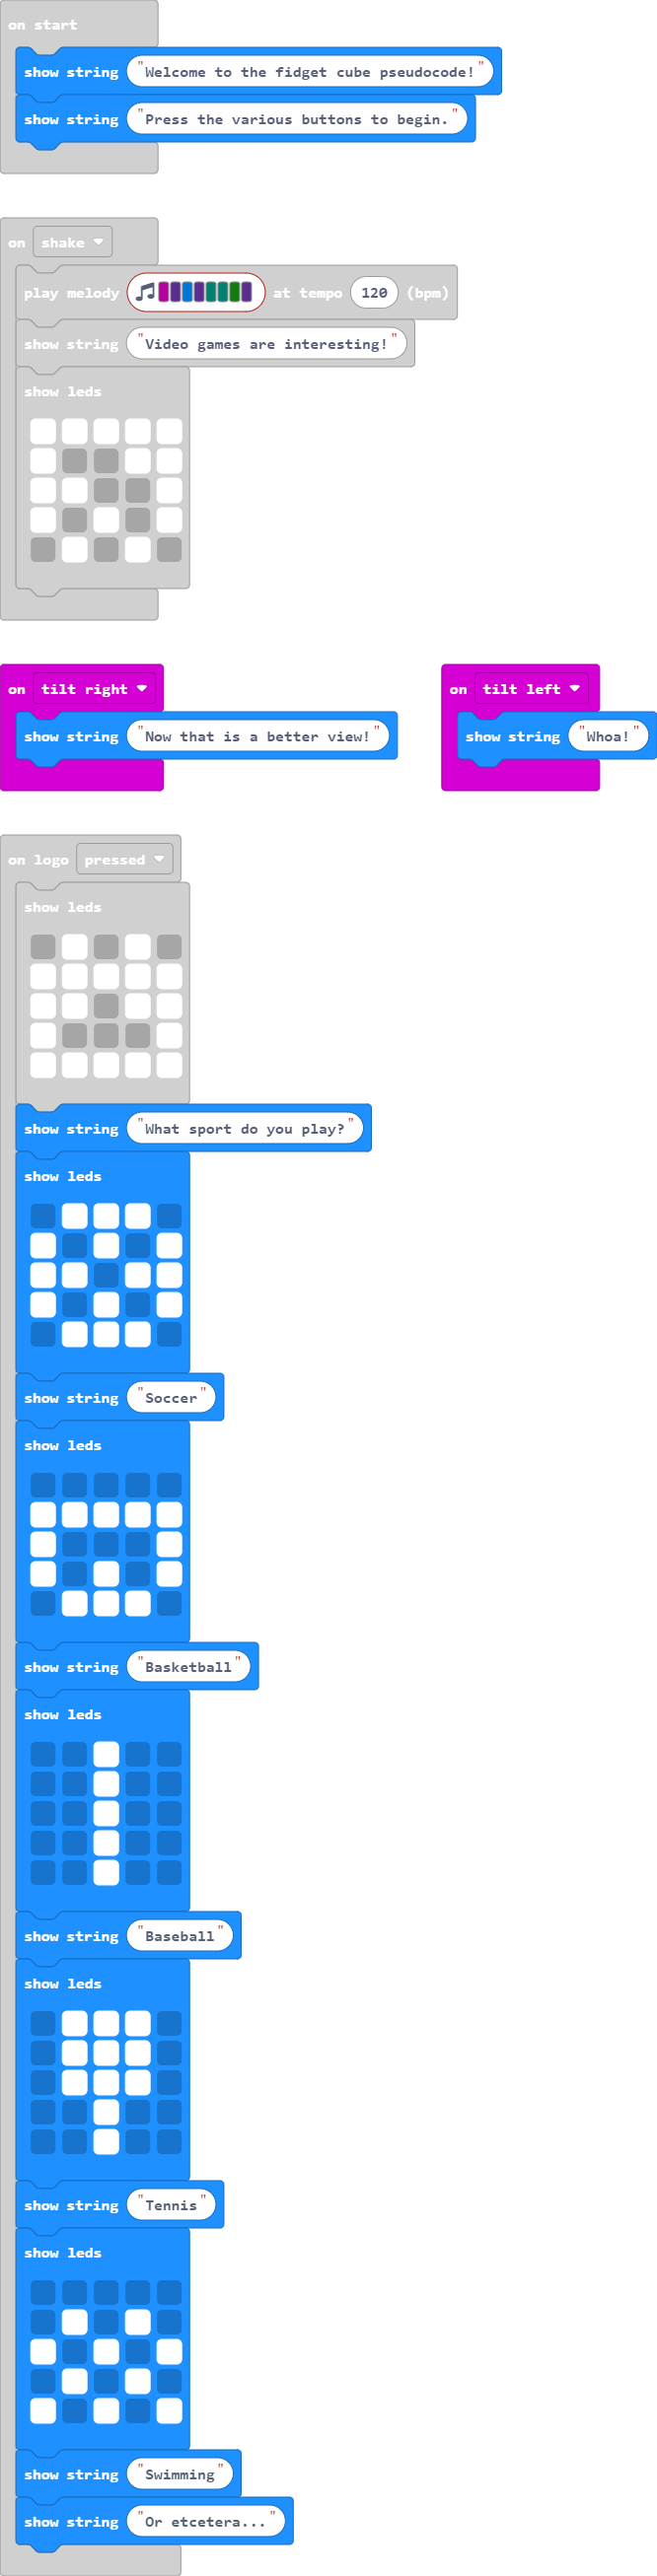 on start
show string "Welcome to the fidget cube pseudocode!"
show string "Press the various buttons to begin."
on shake
play melody at tempo 120 (bpm)
show string "Video games are interesting!"
show leds
on tilt right
show string "Now that is a better view!"
on tilt left
show string "Whoa!"
on logo pressed
show leds
show string "What sport do you play?"
show leds
show string "Soccer"
show leds
show string "Basketball"
show leds
show string "Baseball"
show leds
show string "Tennis"
show leds
show string "Swimming"
show string "Or etcetera..."